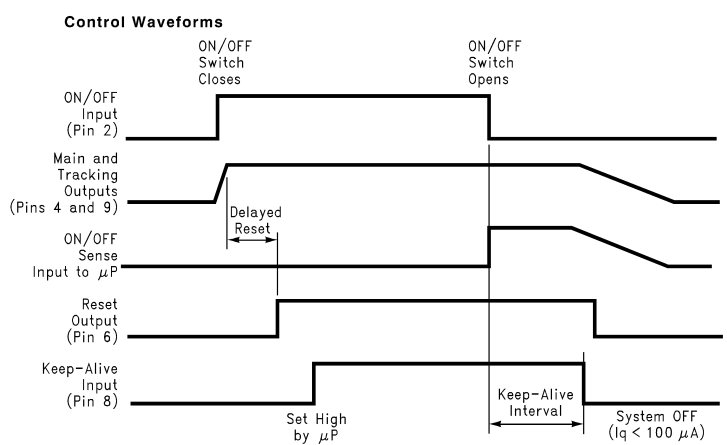 Control Waveforms
ON/OFF
Switch
Closes
ON/OFF
Switch
Opens
ON/OFF
Input
(Pin 2)
Main and
Tracking
Outputs
(Pins 4 and 9)
Delayed
Reset
ON/OFF
Sense
Input to μP
Reset
Output
(Pin 6)
Keep-Alive
Input
(Pin 8)
Set High
by μP
Keep-Alive
Interval
System OFF
(Iq < 100 μA)